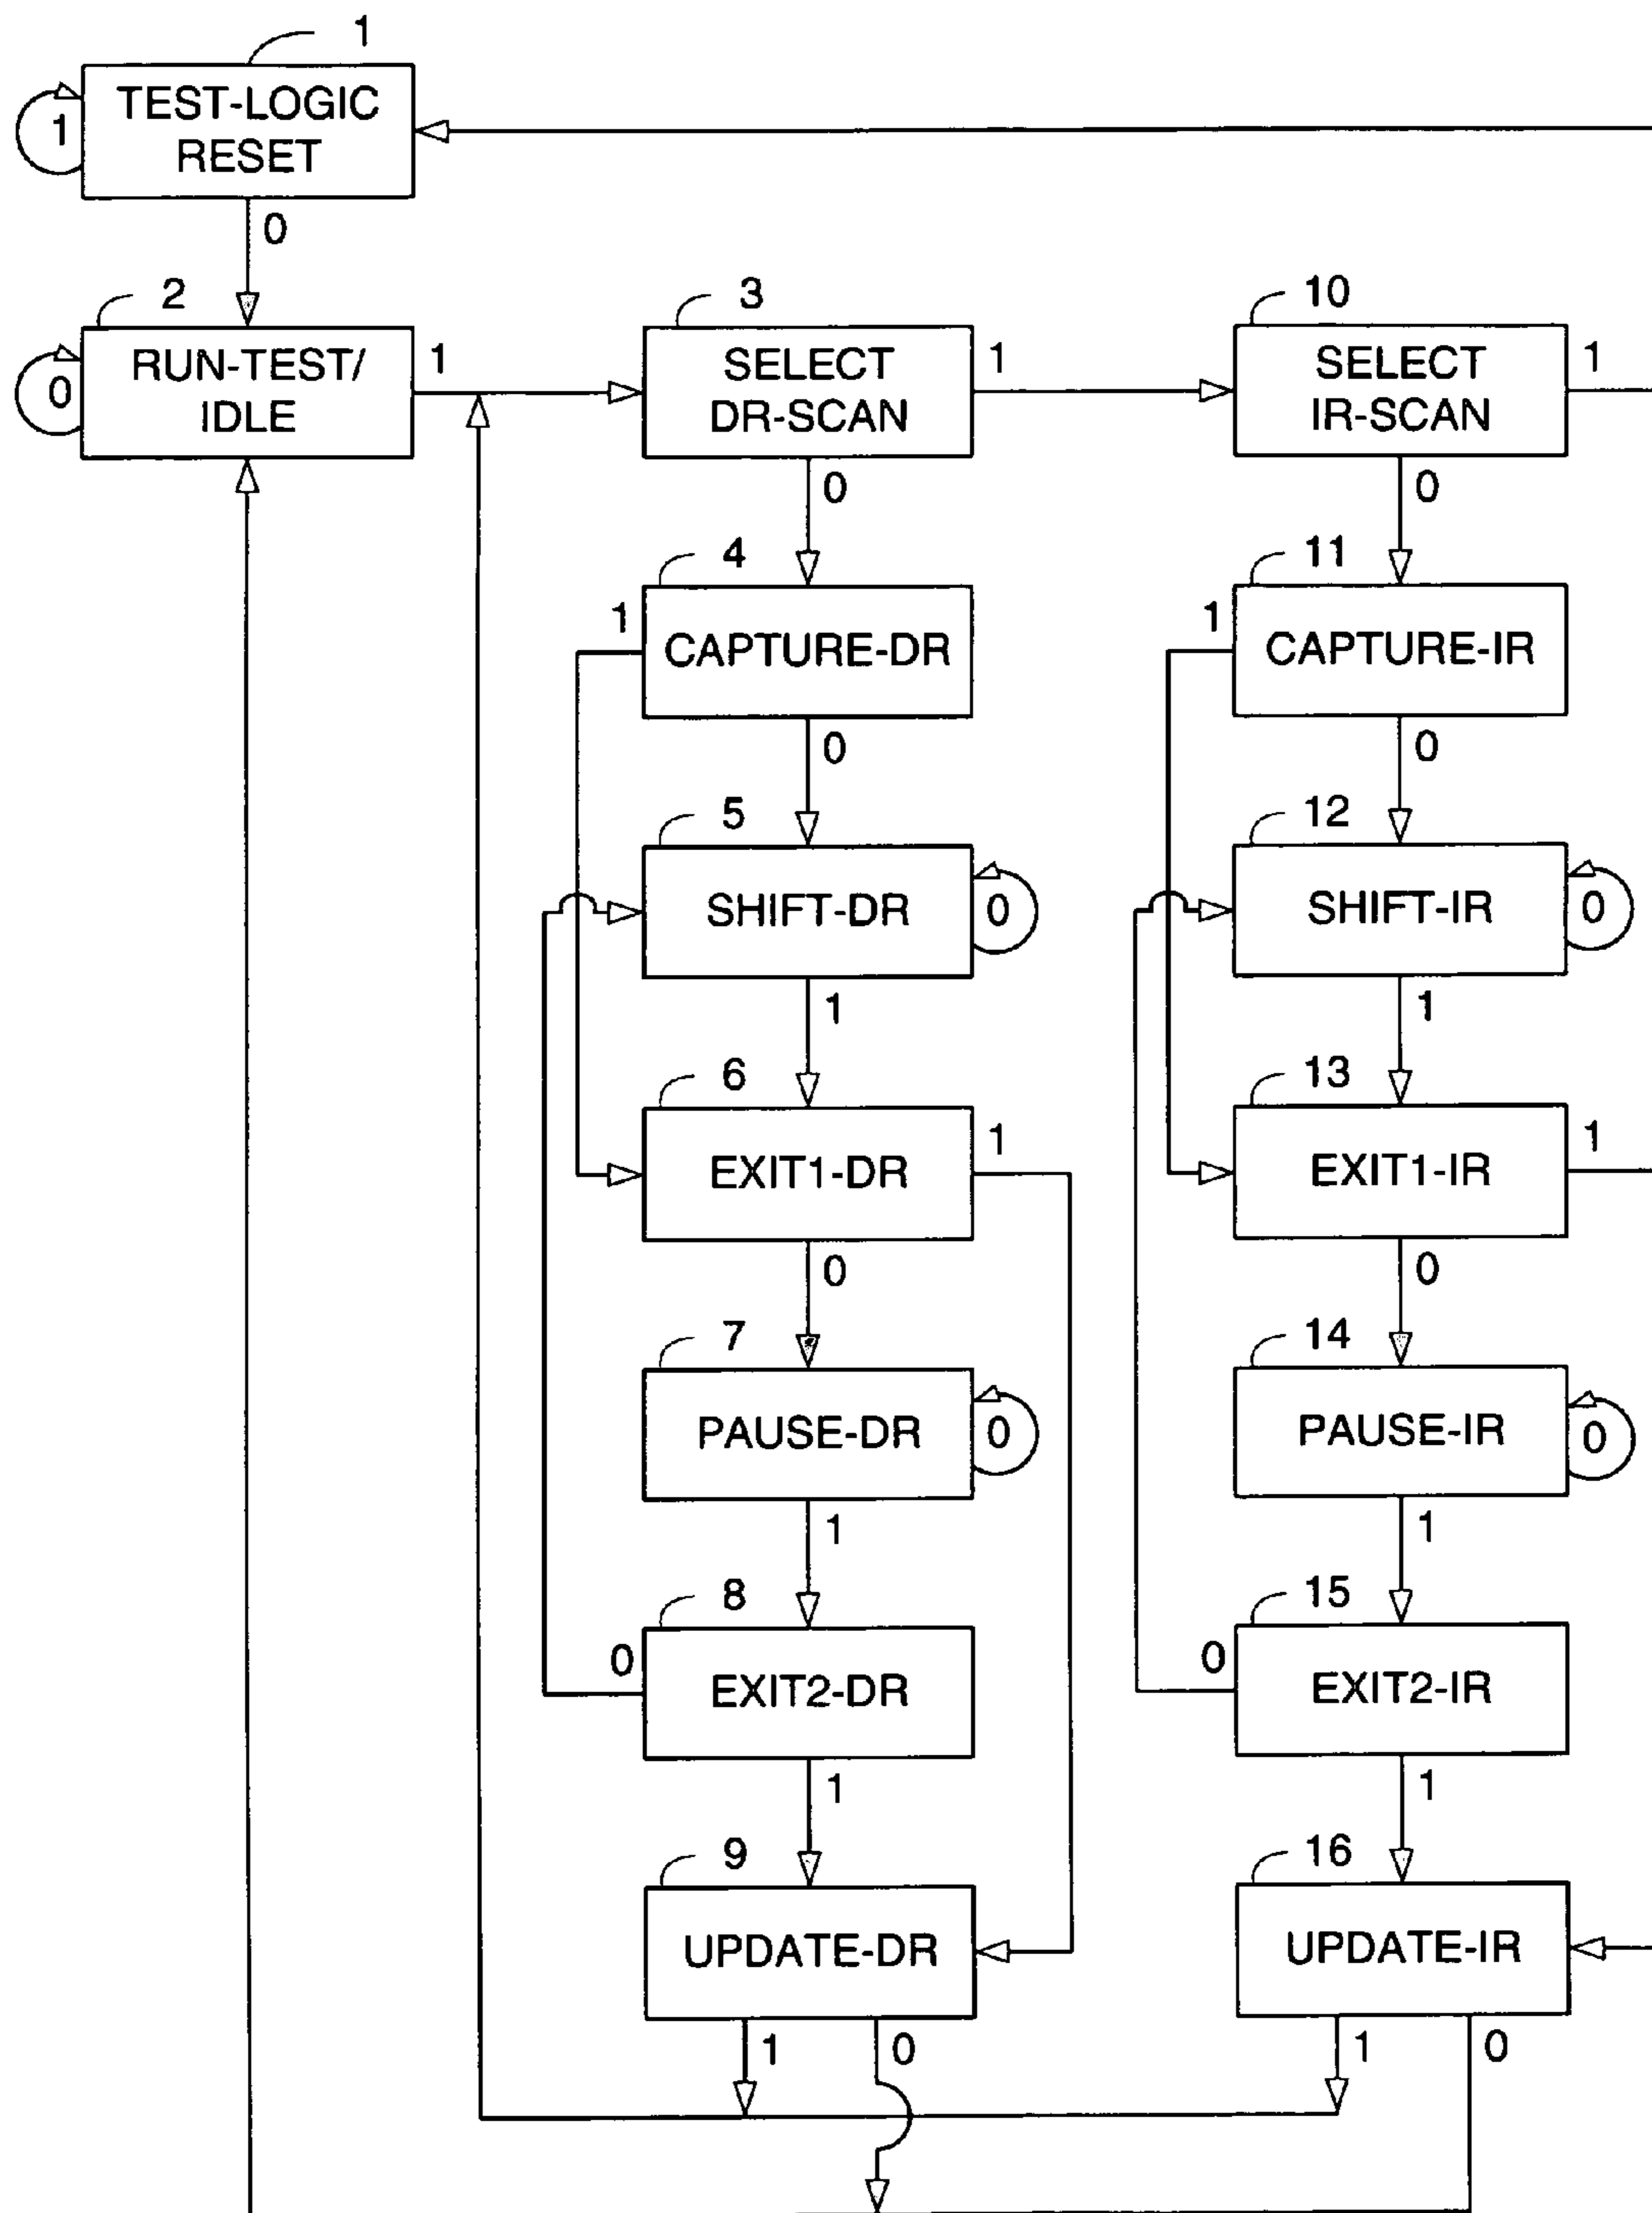 1
TEST-LOGIC
RESET
1
0
2
RUN-TEST/
IDLE
0
1
3
SELECT
DR-SCAN
1
0
10
SELECT
IR-SCAN
1
0
4
CAPTURE-DR
1
0
11
CAPTURE-IR
1
0
5
SHIFT-DR
0
1
12
SHIFT-IR
0
1
6
EXIT1-DR
1
0
13
EXIT1-IR
1
0
7
PAUSE-DR
0
1
14
PAUSE-IR
0
1
8
EXIT2-DR
0
1
15
EXIT2-IR
0
1
9
UPDATE-DR
1
0
16
UPDATE-IR
1
0